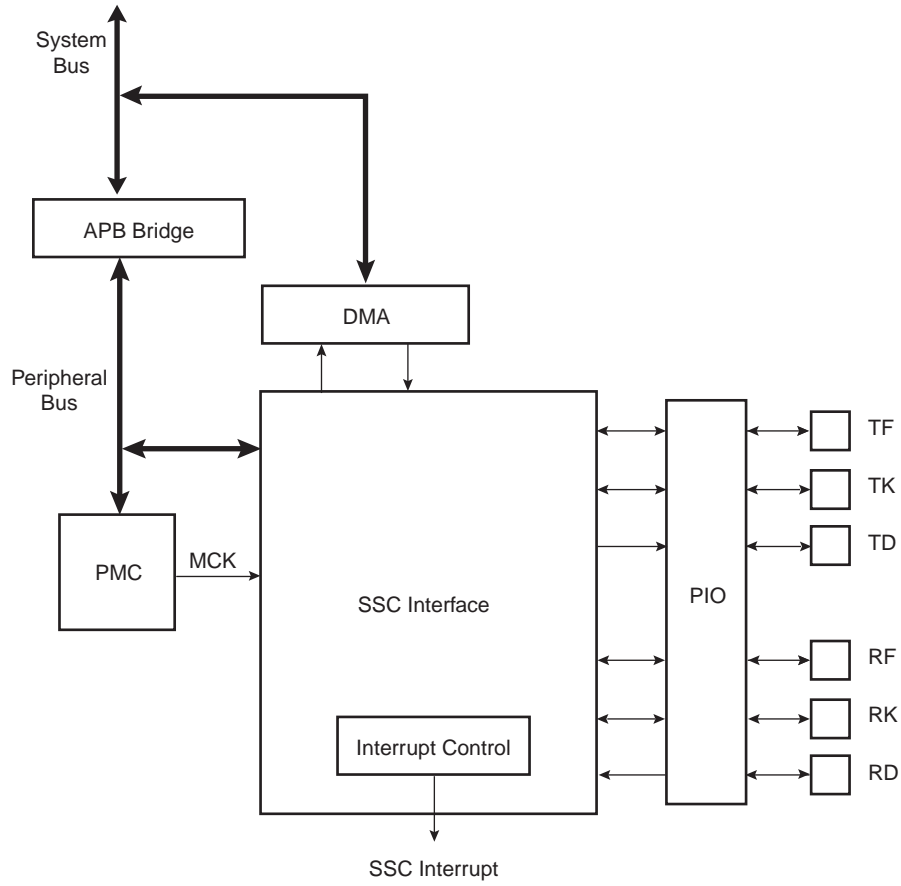 System
Bus
APB Bridge
DMA
Peripheral
Bus
PMC
MCK
SSC Interface
Interrupt Control
SSC Interrupt
PIO
TF
TK
TD
RF
RK
RD